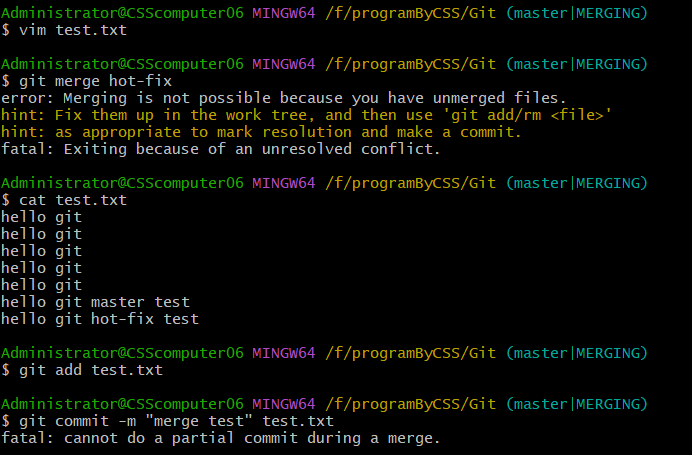 Administrator@CSScomputer06 MINGW64 /f/programByCSS/Git (master|MERGING)
$ vim test.txt
Administrator@CSScomputer06 MINGW64 /f/programByCSS/Git (master|MERGING)
$ git merge hot-fix
error: Merging is not possible because you have unmerged files.
hint: Fix them up in the work tree, and then use 'git add/rm <file>'
hint: as appropriate to mark resolution and make a commit.
fatal: Exiting because of an unresolved conflict.
Administrator@CSScomputer06 MINGW64 /f/programByCSS/Git (master|MERGING)
$ cat test.txt
hello git
hello git
hello git
hello git
hello git
hello git master test
hello git hot-fix test
Administrator@CSScomputer06 MINGW64 /f/programByCSS/Git (master|MERGING)
$ git add test.txt
Administrator@CSScomputer06 MINGW64 /f/programByCSS/Git (master|MERGING)
$ git commit -m "merge test" test.txt
fatal: cannot do a partial commit during a merge.